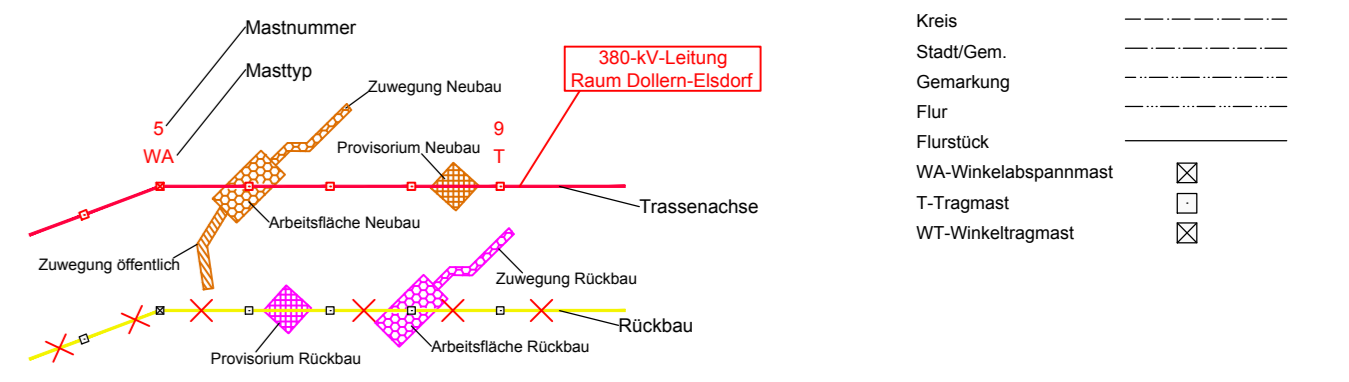 Mastnummer
Masttyp
380-kV-Leitung
Raum Dollern-Elsdorf
Zuwegung Neubau
5
WA
9
T
Provisorium Neubau
Trassenachse
Arbeitsfläche Neubau
Zuwegung öffentlich
Zuwegung Rückbau
Rückbau
Arbeitsfläche Rückbau
Provisorium Rückbau
Kreis
Stadt/Gem.
Gemarkung
Flur
Flurstück
WA-Winkelabspannmast
T-Tragmast
WT-Winkeltragmast